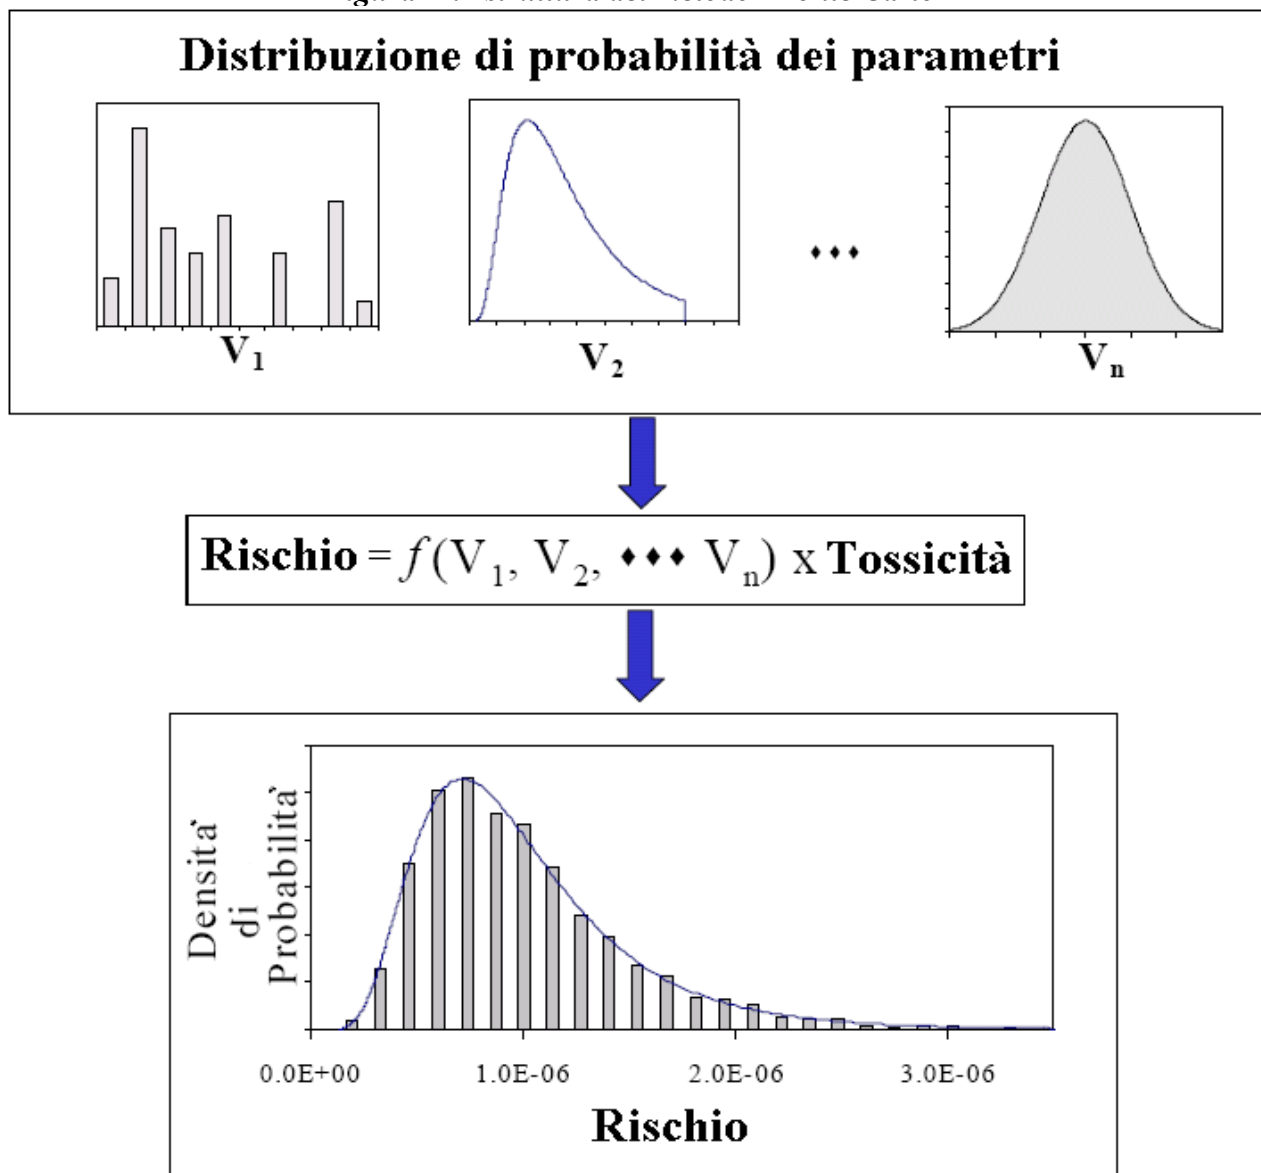 Distribuzione di probabilità dei parametri
V1
V2
Vn
Rischio = f(V1, V2, ♦♦♦ Vn) x Tossicità
Densità
di
Probabilità
0.0E+00 1.0E-06 2.0E-06 3.0E-06
Rischio